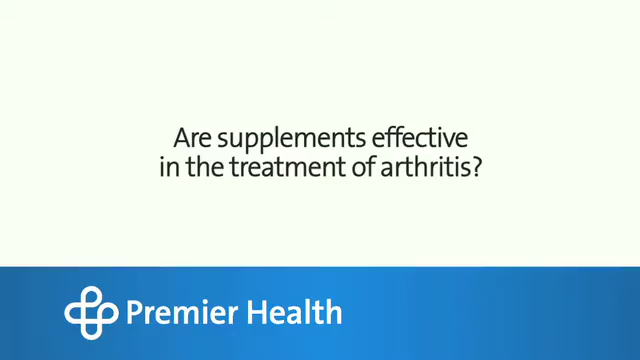 Are supplements effective
in the treatment of arthritis?
Premier Health